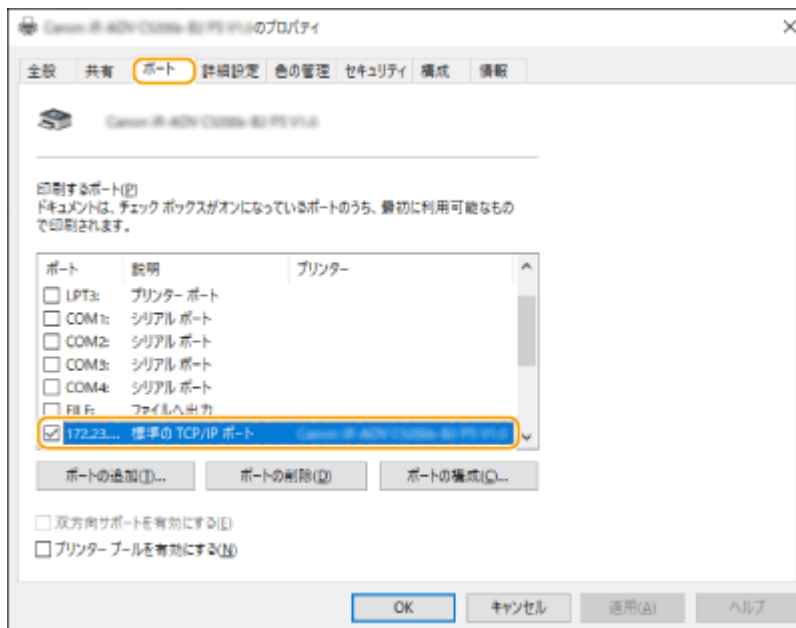 のプロパティ
全般 共有 ポート 詳細設定 色の管理 セキュリティ 構成 情報
印刷するポート(P)
ドキュメントは、チェック ボックスがオンになっているポートのうち、最初に利用可能なもの
で印刷されます。
ポート 説明 プリンター
LPT3: プリンター ポート
COM1: シリアル ポート
COM2: シリアル ポート
COM3: シリアル ポート
COM4: シリアル ポート
FILE: ファイルへ出力
172.23.... 標準の TCP/IP ポート
ポートの追加(T)... ポートの削除(D) ポートの構成(C)...
双方向サポートを有効にする(E)
プリンター プールを有効にする(N)
OK キャンセル 適用(A) ヘルプ